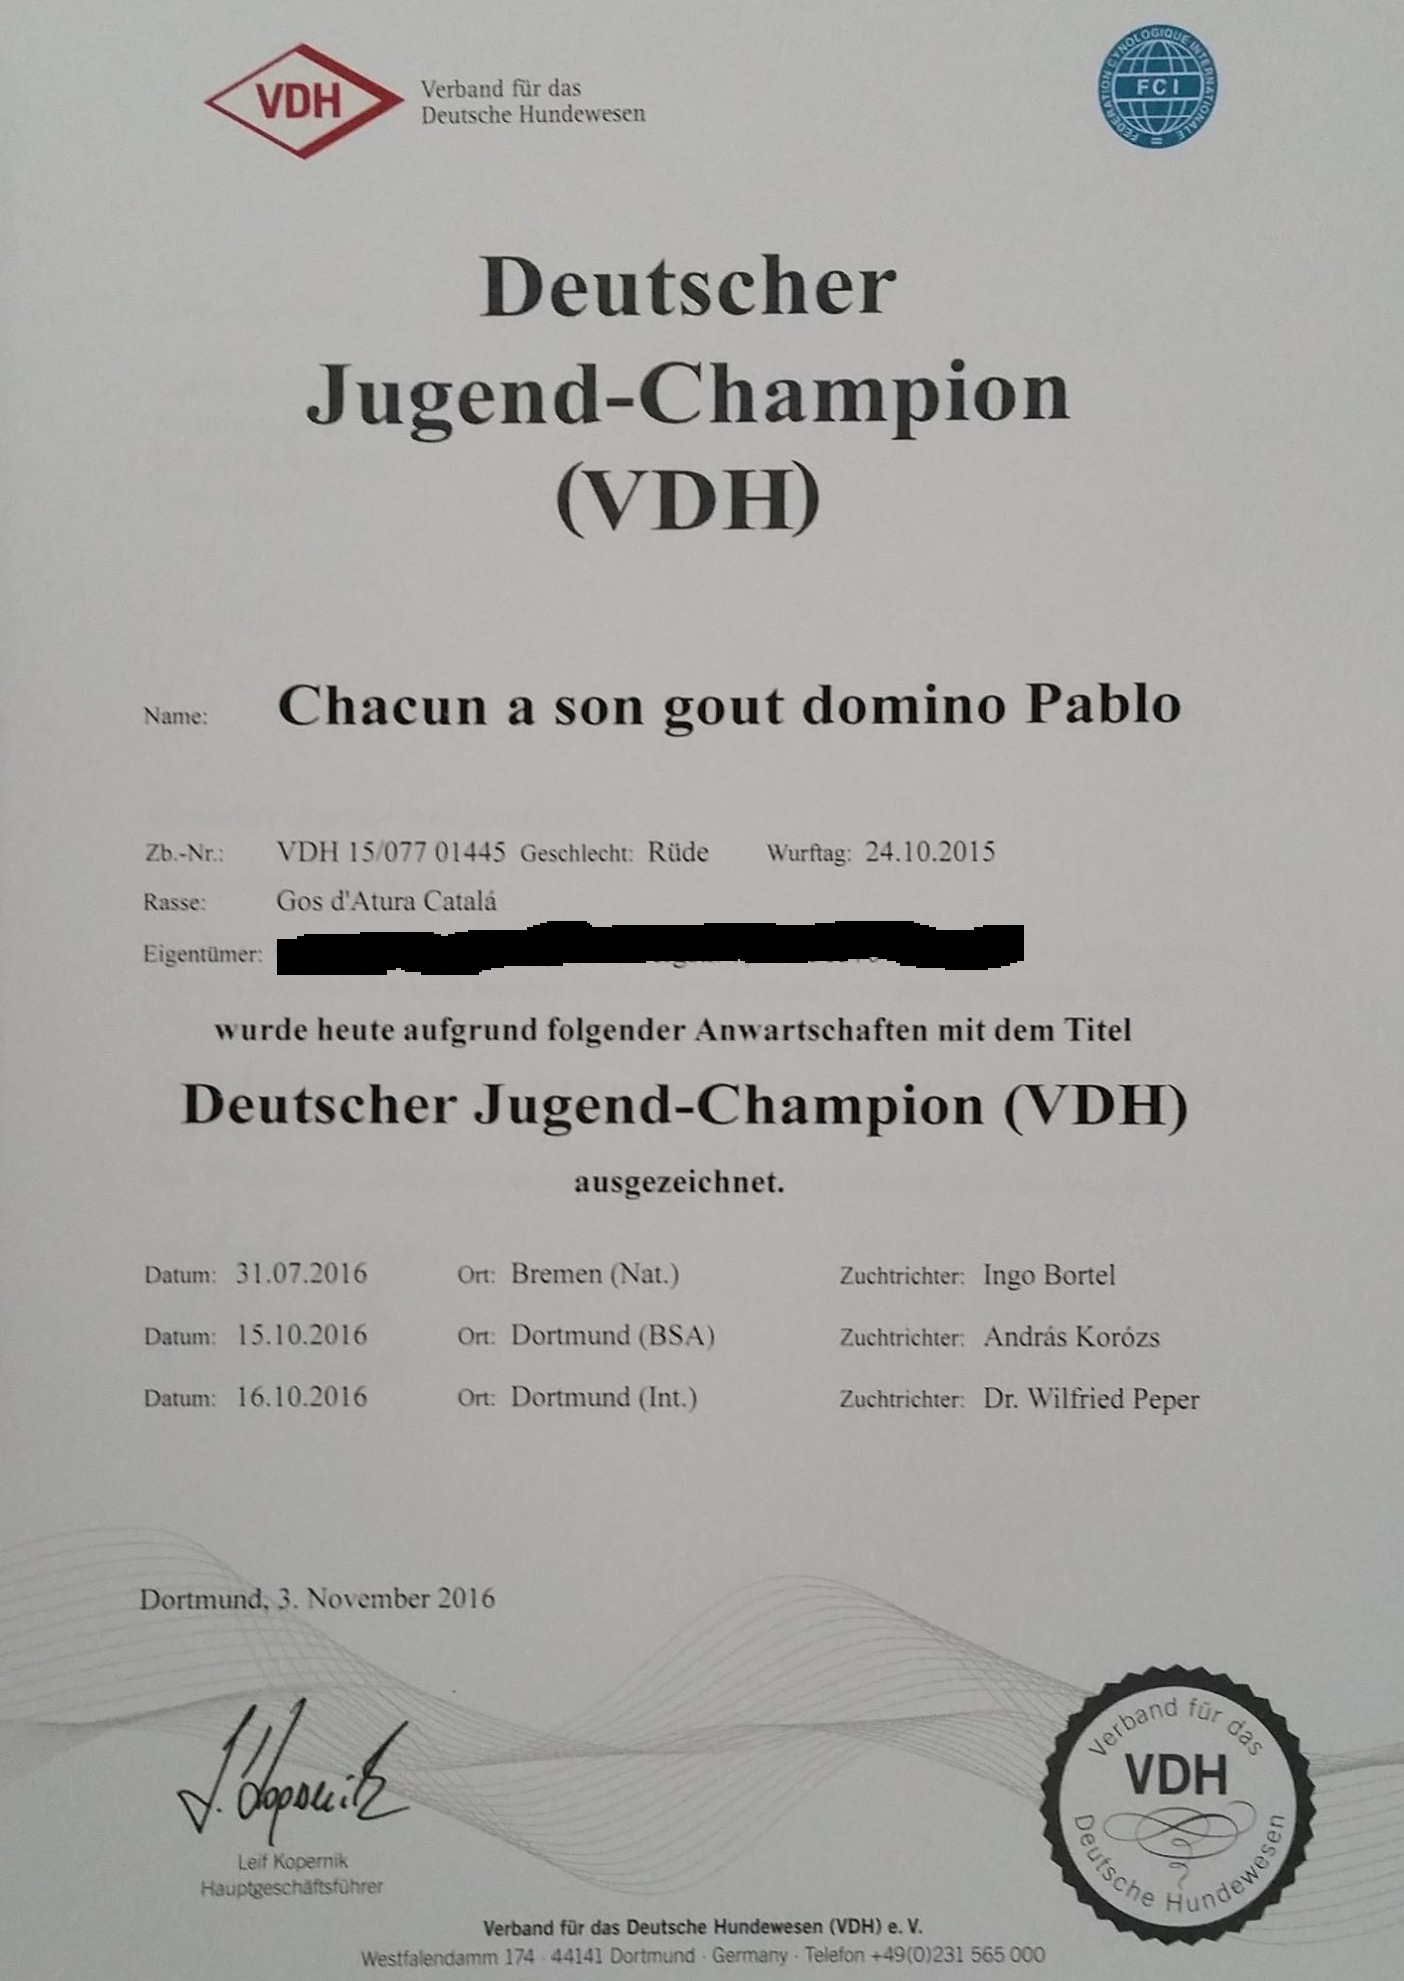 VDH
Verband für das
Deutsche Hundewesen
FEDERATION CYNOLOGIQUE INTERNATIONALE
FCI
Deutscher
Jugend-Champion
(VDH)
Name: Chacun a son gout domino Pablo
Zb.-Nr.: VDH 15/077 01445 Geschlecht: Rüde Wurftag: 24.10.2015
Rasse: Gos d'Atura Catalá
Eigentümer:
wurde heute aufgrund folgender Anwartschaften mit dem Titel
Deutscher Jugend-Champion (VDH)
ausgezeichnet.
Datum: 31.07.2016 Ort: Bremen (Nat.) Zuchtrichter: Ingo Bortel
Datum: 15.10.2016 Ort: Dortmund (BSA) Zuchtrichter: András Korózs
Datum: 16.10.2016 Ort: Dortmund (Int.) Zuchtrichter: Dr. Wilfried Peper
Dortmund, 3. November 2016
L. Kopernik
Leif Kopernik
Hauptgeschäftsführer
Verband für das
VDH
Deutsche Hundewesen
Verband für das Deutsche Hundewesen (VDH) e. V.
Westfalendamm 174 · 44141 Dortmund · Germany · Telefon +49(0)231 565 000